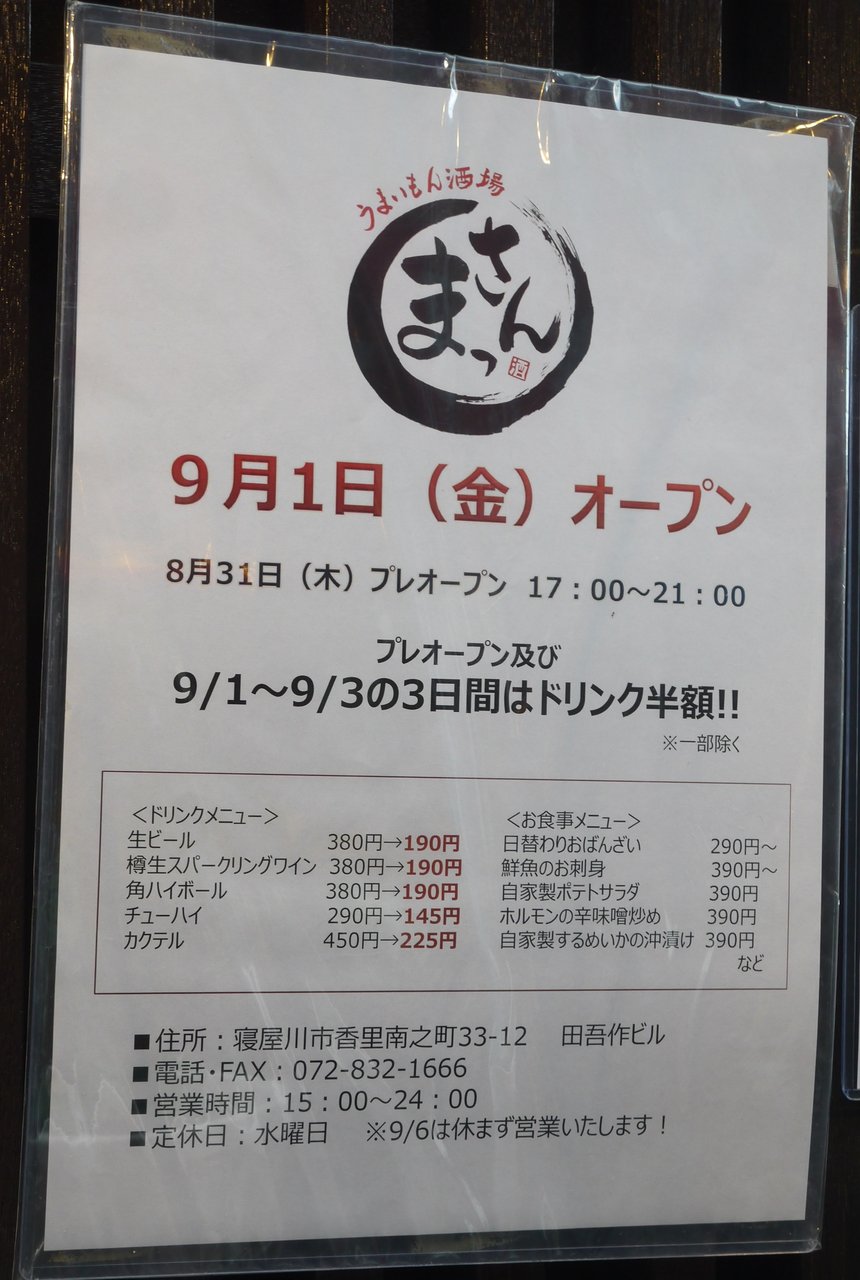 うまいもん酒場
まっさん
酒
9月1日（金）オープン
8月31日（木）プレオープン 17：00～21：00
プレオープン及び
9/1～9/3の3日間はドリンク半額!!
※一部除く
＜ドリンクメニュー＞
生ビール 380円→190円
樽生スパークリングワイン 380円→190円
角ハイボール 380円→190円
チューハイ 290円→145円
カクテル 450円→225円
＜お食事メニュー＞
日替わりおばんざい 290円～
鮮魚のお刺身 390円～
自家製ポテトサラダ 390円
ホルモンの辛味噌炒め 390円
自家製するめいかの沖漬け 390円
など
■住所：寝屋川市香里南之町33-12 田吾作ビル
■電話・FAX：072-832-1666
■営業時間：15：00～24：00
■定休日：水曜日 ※9/6は休まず営業いたします！